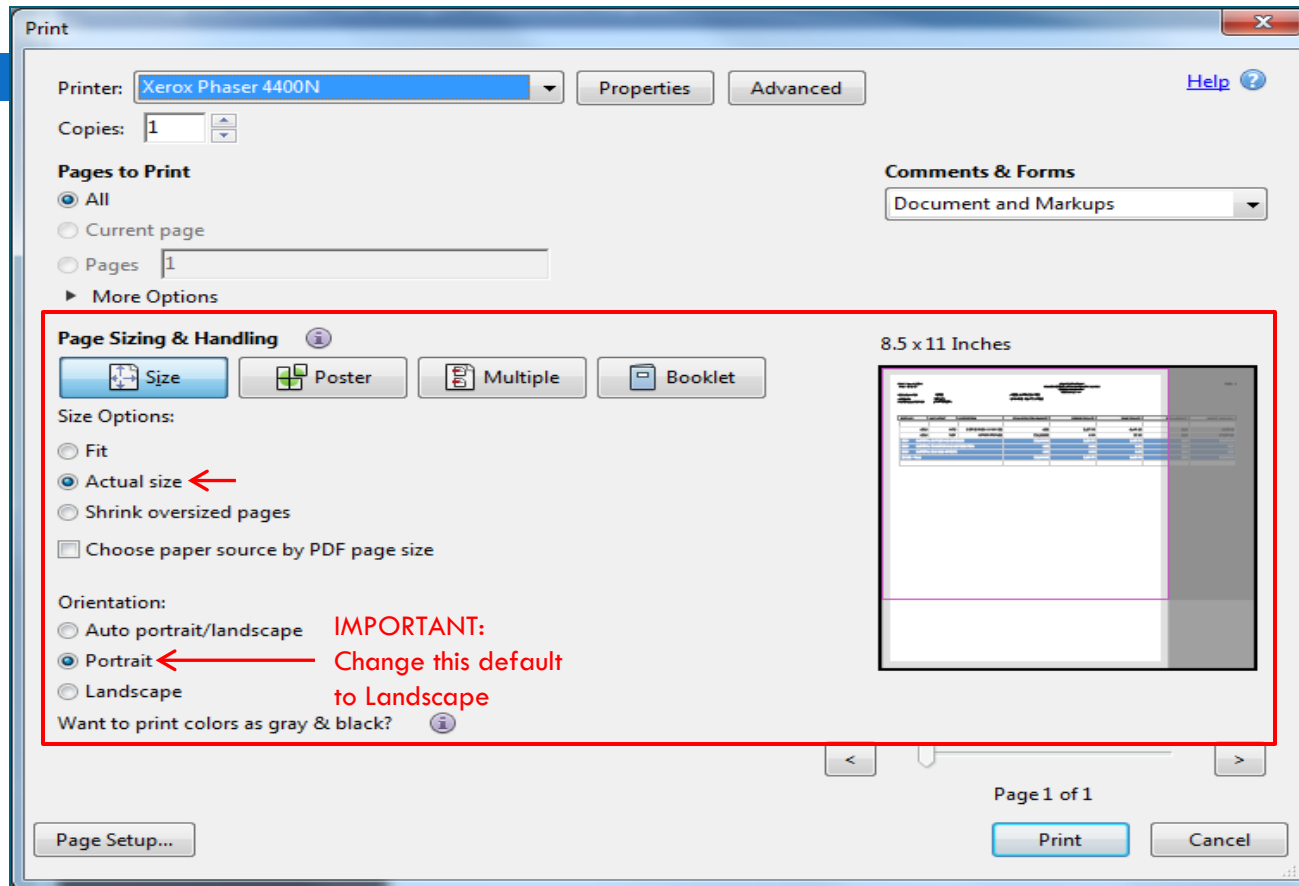 Print
Printer: Xerox Phaser 4400N Properties Advanced Help
Copies: 1
Pages to Print
All
Current page
Pages 1
More Options
Comments & Forms
Document and Markups
Page Sizing & Handling
Size Poster Multiple Booklet
Size Options:
Fit
Actual size
Shrink oversized pages
Choose paper source by PDF page size
Orientation:
Auto portrait/landscape
Portrait
Landscape
IMPORTANT:
Change this default
to Landscape
Want to print colors as gray & black?
8.5 x 11 Inches
< >
Page 1 of 1
Page Setup... Print Cancel